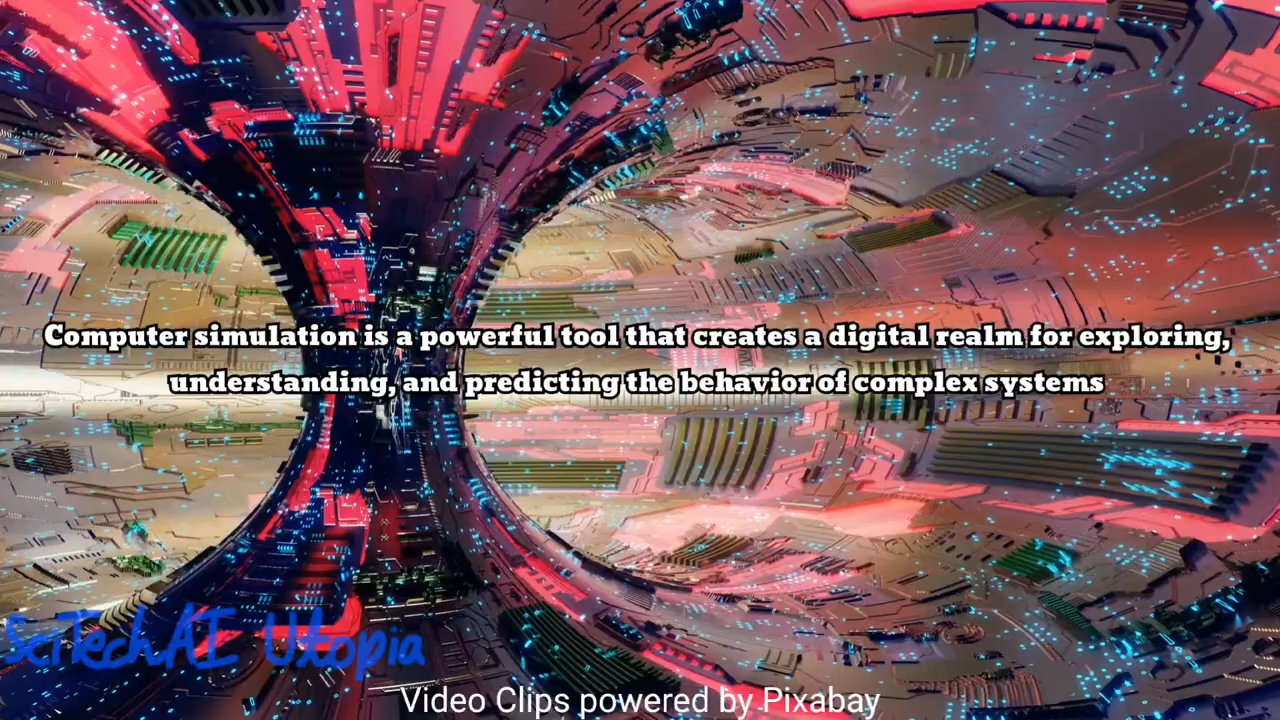 Computer simulation is a powerful tool that creates a digital realm for exploring,
understanding, and predicting the behavior of complex systems
SciTechAI Utopia
Video Clips powered by Pixabay